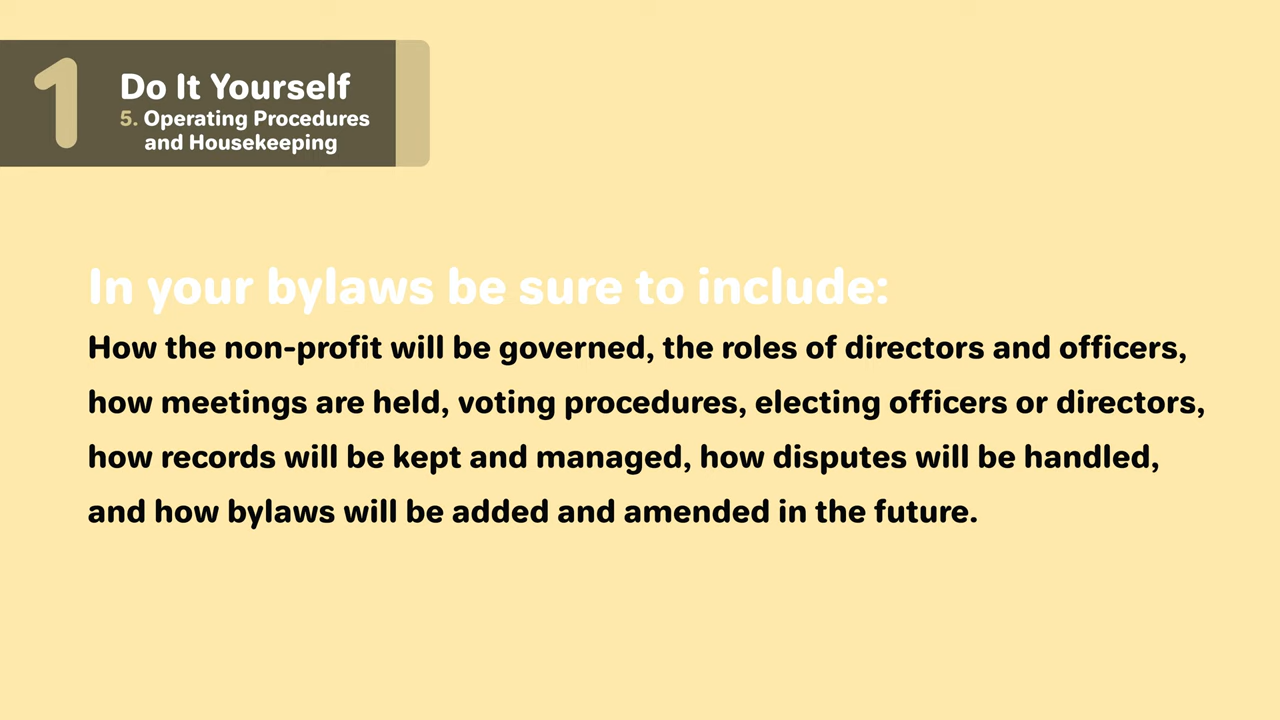 1
Do It Yourself
5. Operating Procedures
and Housekeeping
In your bylaws be sure to include:
How the non-profit will be governed, the roles of directors and officers,
how meetings are held, voting procedures, electing officers or directors,
how records will be kept and managed, how disputes will be handled,
and how bylaws will be added and amended in the future.